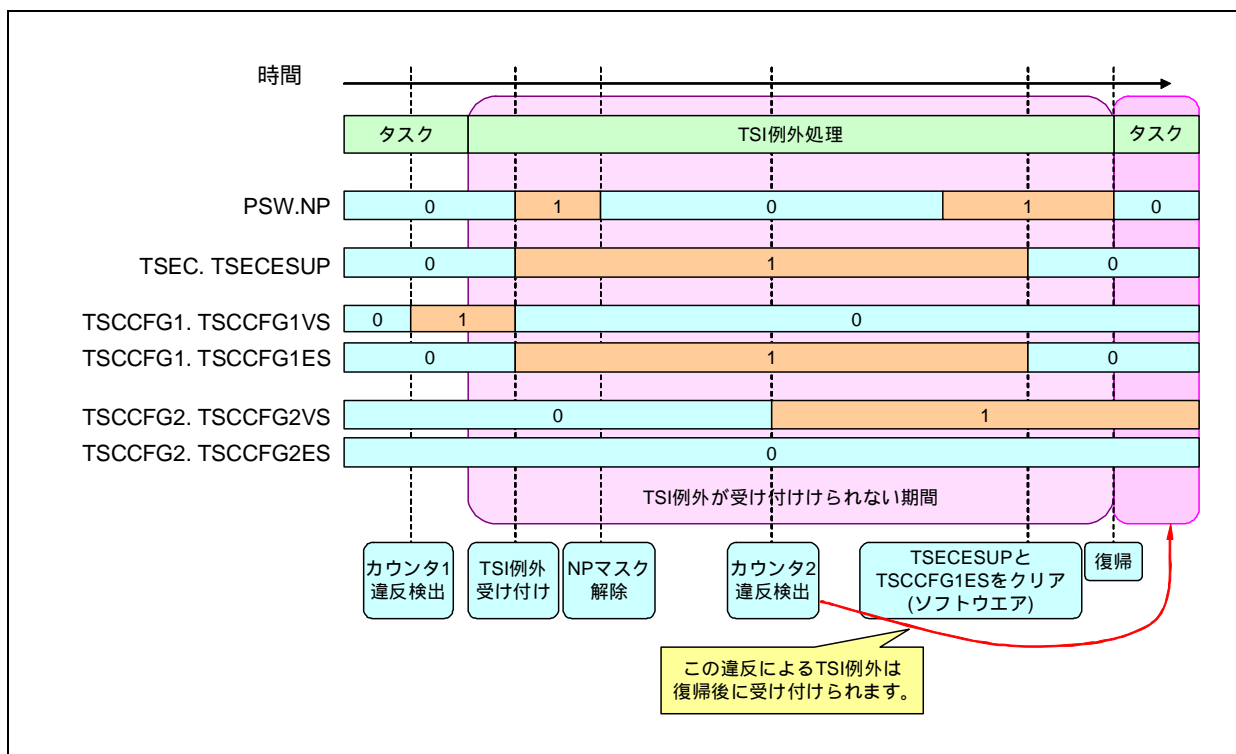 時間
タスク TSI例外処理 タスク
PSW.NP 0 1 0 1 0
TSEC. TSECESUP 0 1 0
TSCCFG1. TSCCFG1VS 0 1 0
TSCCFG1. TSCCFG1ES 0 1 0
TSCCFG2. TSCCFG2VS 0 1
TSCCFG2. TSCCFG2ES 0
TSI例外が受け付けけられない期間
カウンタ1
違反検出
TSI例外
受け付け
NPマスク
解除
カウンタ2
違反検出
TSECESUPと
TSCCFG1ESをクリア
(ソフトウエア)
復帰
この違反によるTSI例外は
復帰後に受け付けられます。